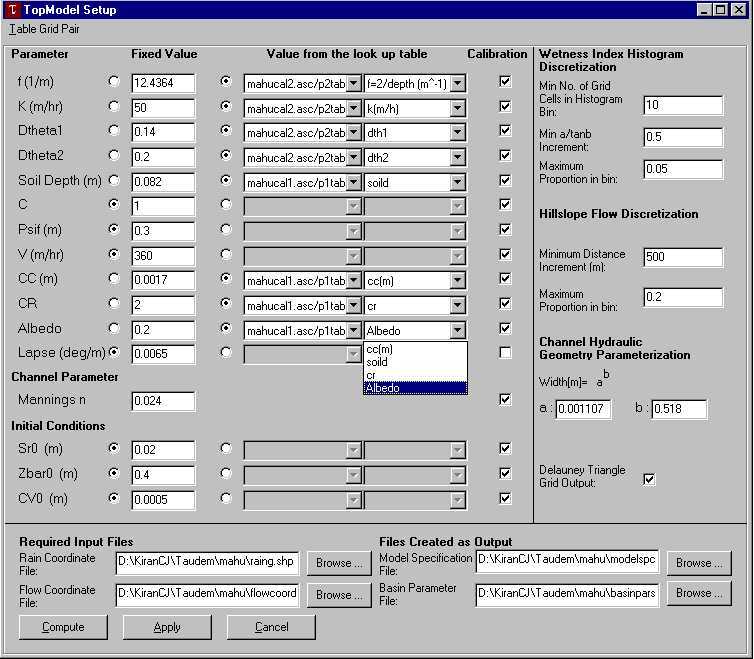 TopModel Setup
Table Grid Pair
Parameter Fixed Value Value from the look up table Calibration
f (1/m) 12.4364 mahucal2.asc/p2tab f=2/depth (m^-1)
K (m/hr) 50 mahucal2.asc/p2tab k(m/h)
Dtheta1 0.14 mahucal2.asc/p2tab dth1
Dtheta2 0.2 mahucal2.asc/p2tab dth2
Soil Depth (m) 0.082 mahucal1.asc/p1tab soild
C 1
Psif (m) 0.3
V (m/hr) 360
CC (m) 0.0017 mahucal1.asc/p1tab cc(m)
CR 2 mahucal1.asc/p1tab cr
Albedo 0.2 mahucal1.asc/p1tab Albedo
Lapse (deg/m) 0.0065
cc(m)
soild
cr
Albedo
Channel Parameter
Mannings n 0.024
Initial Conditions
Sr0 (m) 0.02
Zbar0 (m) 0.4
CV0 (m) 0.0005
Wetness Index Histogram
Discretization
Min No. of Grid
Cells in Histogram
Bin: 10
Min a/tanb
Increment: 0.5
Maximum
Proportion in bin: 0.05
Hillslope Flow Discretization
Minimum Distance
Increment (m): 500
Maximum
Proportion in bin: 0.2
Channel Hydraulic
Geometry Parameterization
Width[m]= a b
a : 0.001107 b : 0.518
Delauney Triangle
Grid Output:
Required Input Files
Rain Coordinate
File: D:\KiranCJ\Taudem\mahu\raing.shp Browse ...
Flow Coordinate
File: D:\KiranCJ\Taudem\mahu\flowcoord Browse ...
Files Created as Output
Model Specification
File: D:\KiranCJ\Taudem\mahu\modelspc Browse ...
Basin Parameter
File: D:\KiranCJ\Taudem\mahu\basinpars Browse ...
Compute Apply Cancel